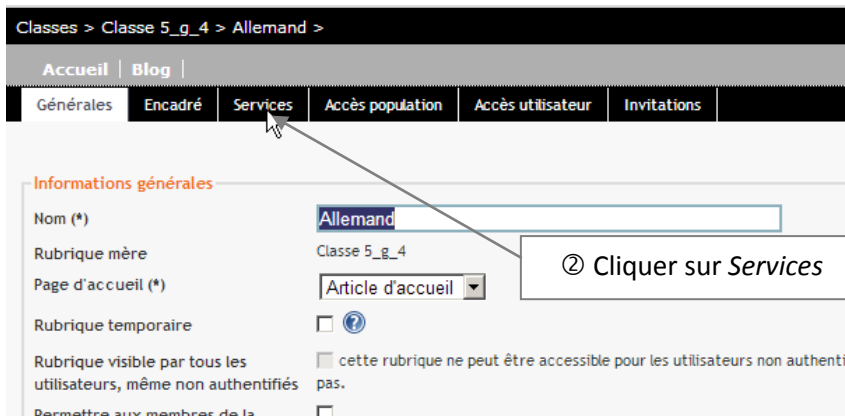 Classes > Classe 5_g_4 > Allemand >
Accueil | Blog |
Générales Encadré Services Accès population Accès utilisateur Invitations
Informations générales
Nom (*) Allemand
Rubrique mère Classe 5_g_4
② Cliquer sur Services
Page d'accueil (*) Article d'accueil
Rubrique temporaire
Rubrique visible par tous les cette rubrique ne peut être accessible pour les utilisateurs non authenti
utilisateurs, même non authentifiés pas.
Permettre aux membres de la